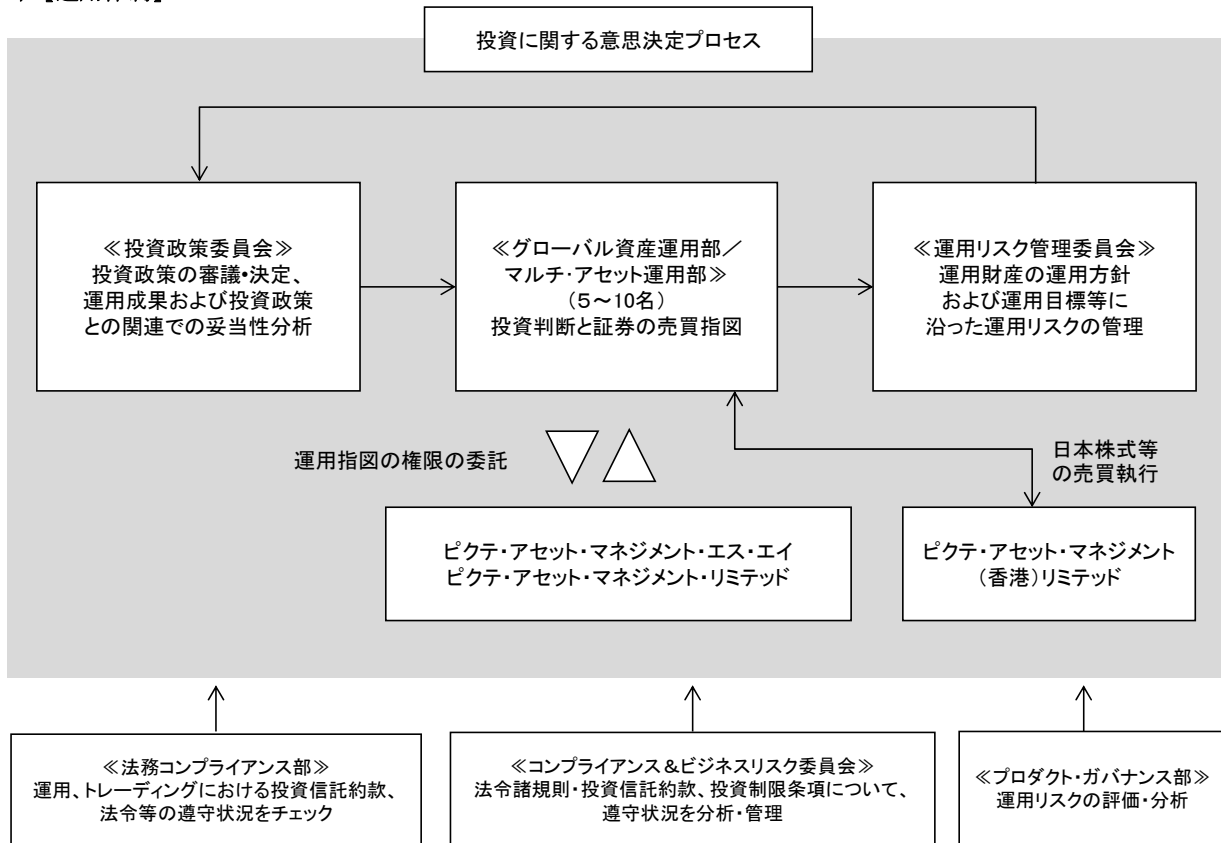 投資に関する意思決定プロセス
≪投資政策委員会≫
投資政策の審議・決定、
運用成果および投資政策
との関連での妥当性分析
≪グローバル資産運用部／
マルチ・アセット運用部≫
（５～１０名）
投資判断と証券の売買指図
≪運用リスク管理委員会≫
運用財産の運用方針
および運用目標等に
沿った運用リスクの管理
運用指図の権限の委託
日本株式等
の売買執行
ピクテ・アセット・マネジメント・エス・エイ
ピクテ・アセット・マネジメント・リミテッド
ピクテ・アセット・マネジメント
（香港）リミテッド
≪法務コンプライアンス部≫
運用、トレーディングにおける投資信託約款、
法令等の遵守状況をチェック
≪コンプライアンス＆ビジネスリスク委員会≫
法令諸規則・投資信託約款、投資制限条項について、
遵守状況を分析・管理
≪プロダクト・ガバナンス部≫
運用リスクの評価・分析